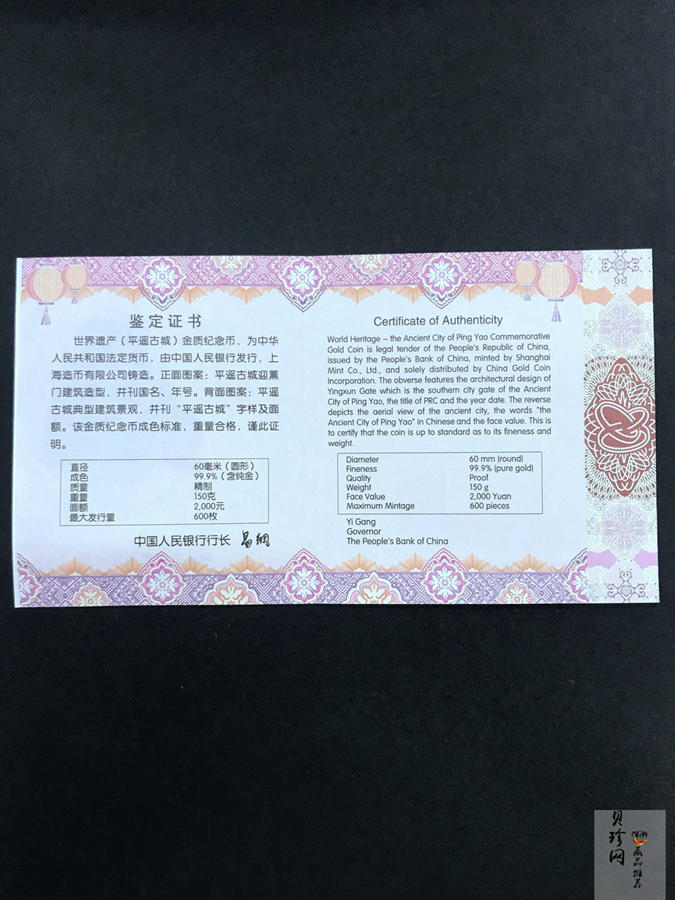 鉴定证书
世界遗产（平遥古城）金质纪念币，为中华
人民共和国法定货币，由中国人民银行发行，上
海造币有限公司铸造。正面图案：平遥古城迎薰
门建筑造型，并刊国名、年号。背面图案：平遥
古城典型建筑景观，并刊“平遥古城”字样及面
额。该金质纪念币成色标准，重量合格，谨此证
明。
直径 60毫米（圆形）
成色 99.9%（含纯金）
质量 精制
重量 150克
面额 2,000元
最大发行量 600枚
中国人民银行行长 易纲
Certificate of Authenticity
World Heritage – the Ancient City of Ping Yao Commemorative
Gold Coin is legal tender of the People's Republic of China,
issued by the People's Bank of China, minted by Shanghai
Mint Co., Ltd., and solely distributed by China Gold Coin
Incorporation. The obverse features the architectural design of
Yingxun Gate which is the southern city gate of the Ancient
City of Ping Yao, the title of PRC and the year date. The reverse
depicts the aerial view of the ancient city, the words "the
Ancient City of Ping Yao" in Chinese and the face value. This is
to certify that the coin is up to standard as to its fineness and
weight.
Diameter 60 mm (round)
Fineness 99.9% (pure gold)
Quality Proof
Weight 150 g
Face Value 2,000 Yuan
Maximum Mintage 600 pieces
Yi Gang
Governor
The People's Bank of China
贝珍网
藏品推荐